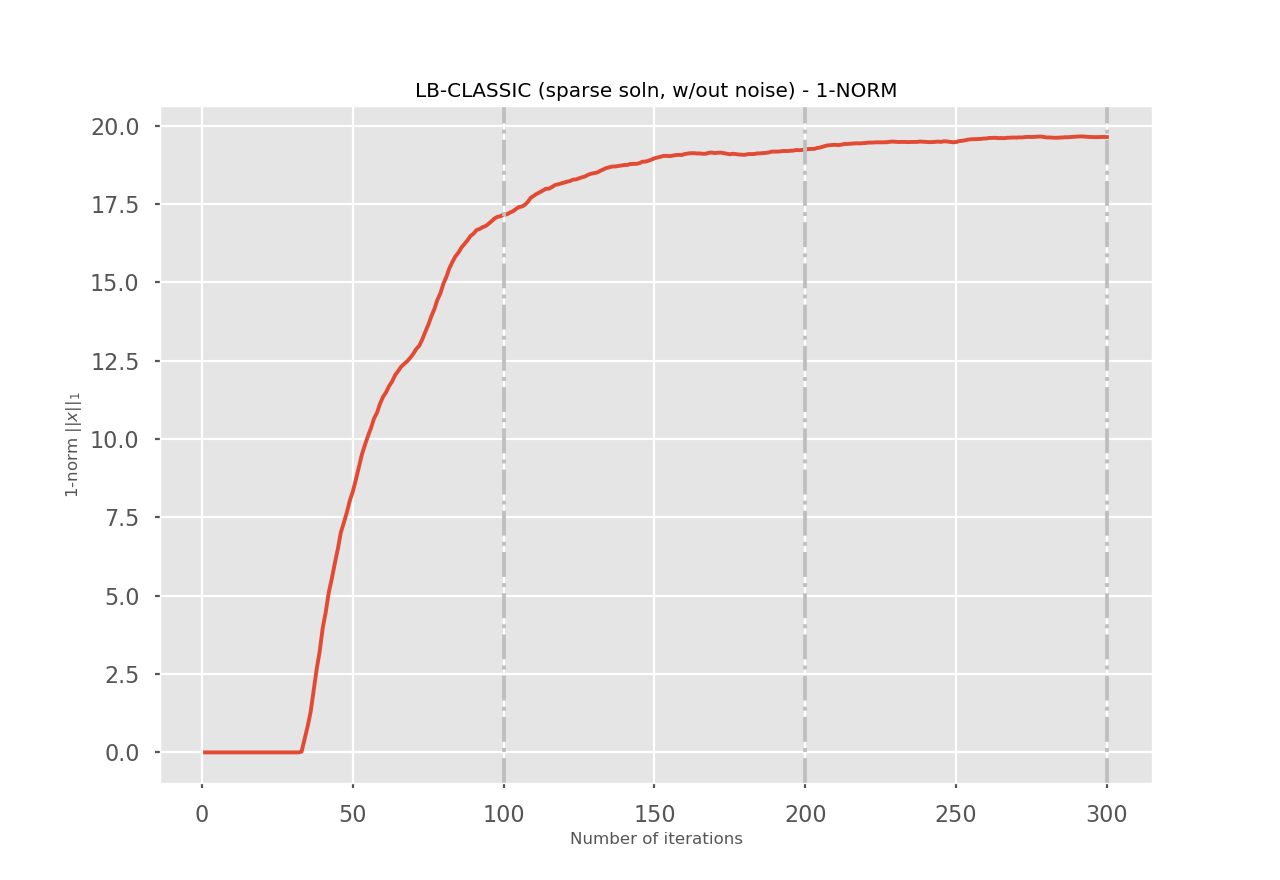 LB-CLASSIC (sparse soln, w/out noise) - 1-NORM
20.0
17.5
15.0
12.5
10.0
7.5
5.0
2.5
0.0
1-norm ||x||₁
0 50 100 150 200 250 300
Number of iterations